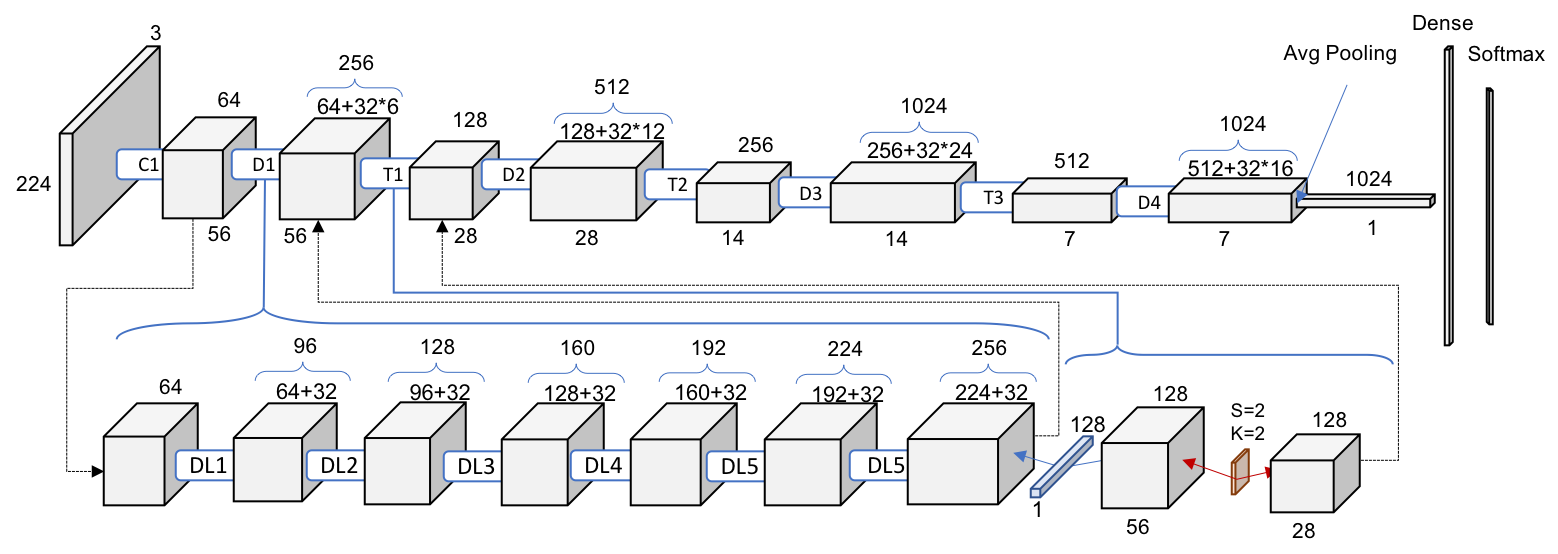 3
224
C1
64
56
D1
256
64+32*6
56
T1
128
28
D2
512
128+32*12
28
T2
256
14
D3
1024
256+32*24
14
T3
512
7
D4
1024
512+32*16
7
Avg Pooling
1024
1
Dense
Softmax
64
DL1
96
64+32
DL2
128
96+32
DL3
160
128+32
DL4
192
160+32
DL5
224
192+32
DL5
256
224+32
128
1
128
56
S=2
K=2
128
28